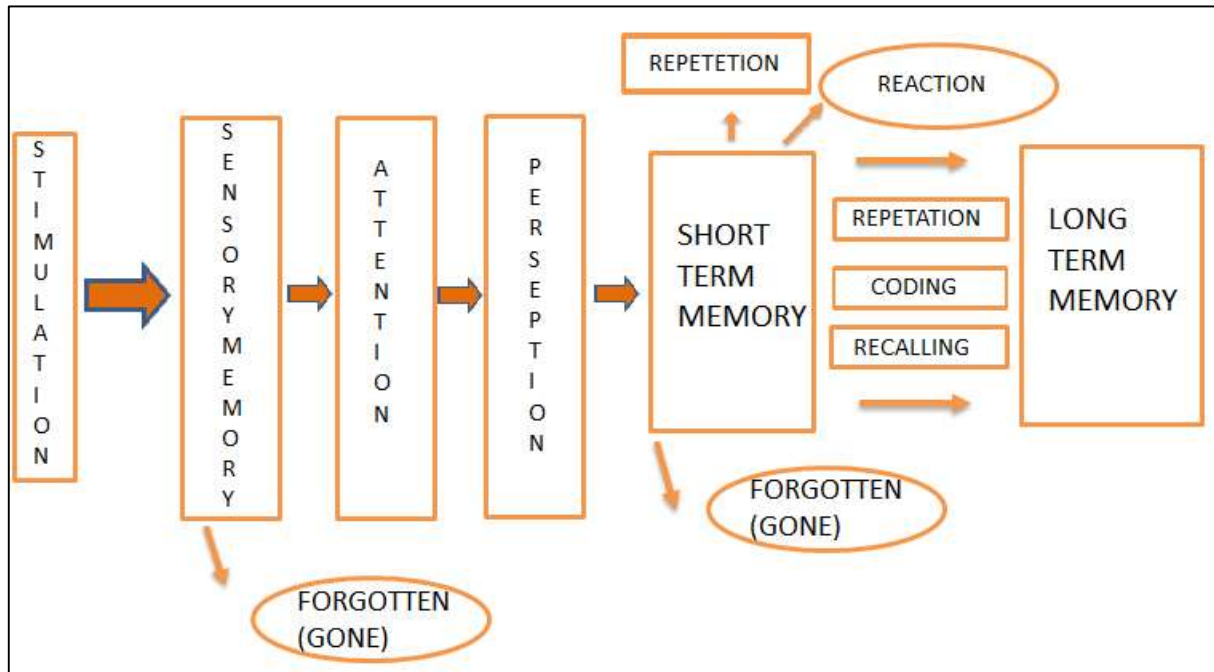 STIMULATION
SENSORYMEMORY
ATTENTION
PERSEPTION
REPETETION
REACTION
SHORT
TERM
MEMORY
REPETATION
CODING
RECALLING
LONG
TERM
MEMORY
FORGOTTEN
(GONE)
FORGOTTEN
(GONE)